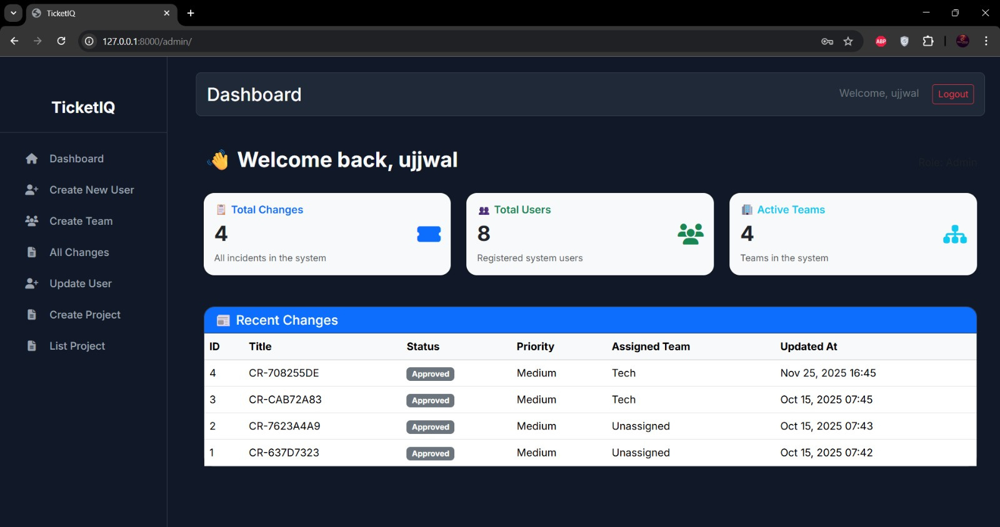 TicketIQ
127.0.0.1:8000/admin/
ABP
TicketIQ
Dashboard
Create New User
Create Team
All Changes
Update User
Create Project
List Project
Dashboard
Welcome, ujjwal
Logout
👋 Welcome back, ujjwal
Role: Admin
📋 Total Changes
4
All incidents in the system
👥 Total Users
8
Registered system users
🏢 Active Teams
4
Teams in the system
📰 Recent Changes
ID Title Status Priority Assigned Team Updated At
4 CR-708255DE Approved Medium Tech Nov 25, 2025 16:45
3 CR-CAB72A83 Approved Medium Tech Oct 15, 2025 07:45
2 CR-7623A4A9 Approved Medium Unassigned Oct 15, 2025 07:43
1 CR-637D7323 Approved Medium Unassigned Oct 15, 2025 07:42